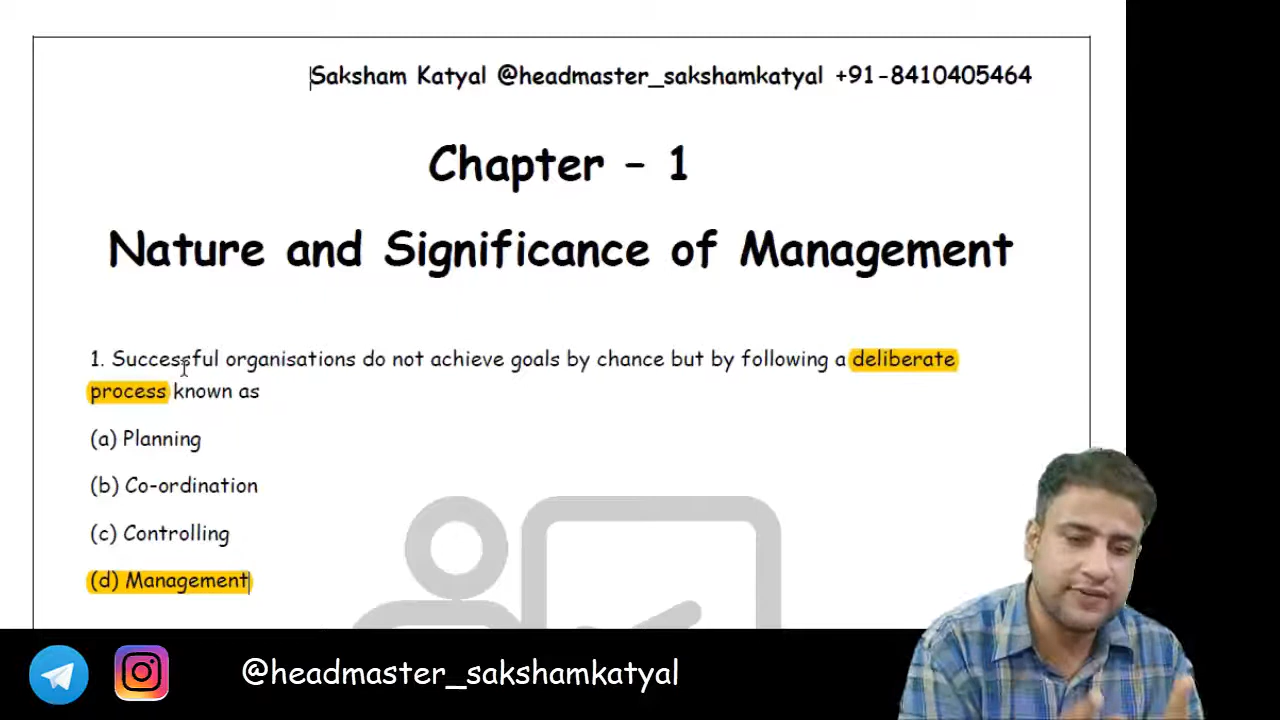 Saksham Katyal @headmaster_sakshamkatyal +91-8410405464
Chapter – 1
Nature and Significance of Management
1. Successful organisations do not achieve goals by chance but by following a deliberate
process known as
(a) Planning
(b) Co-ordination
(c) Controlling
(d) Management
@headmaster_sakshamkatyal